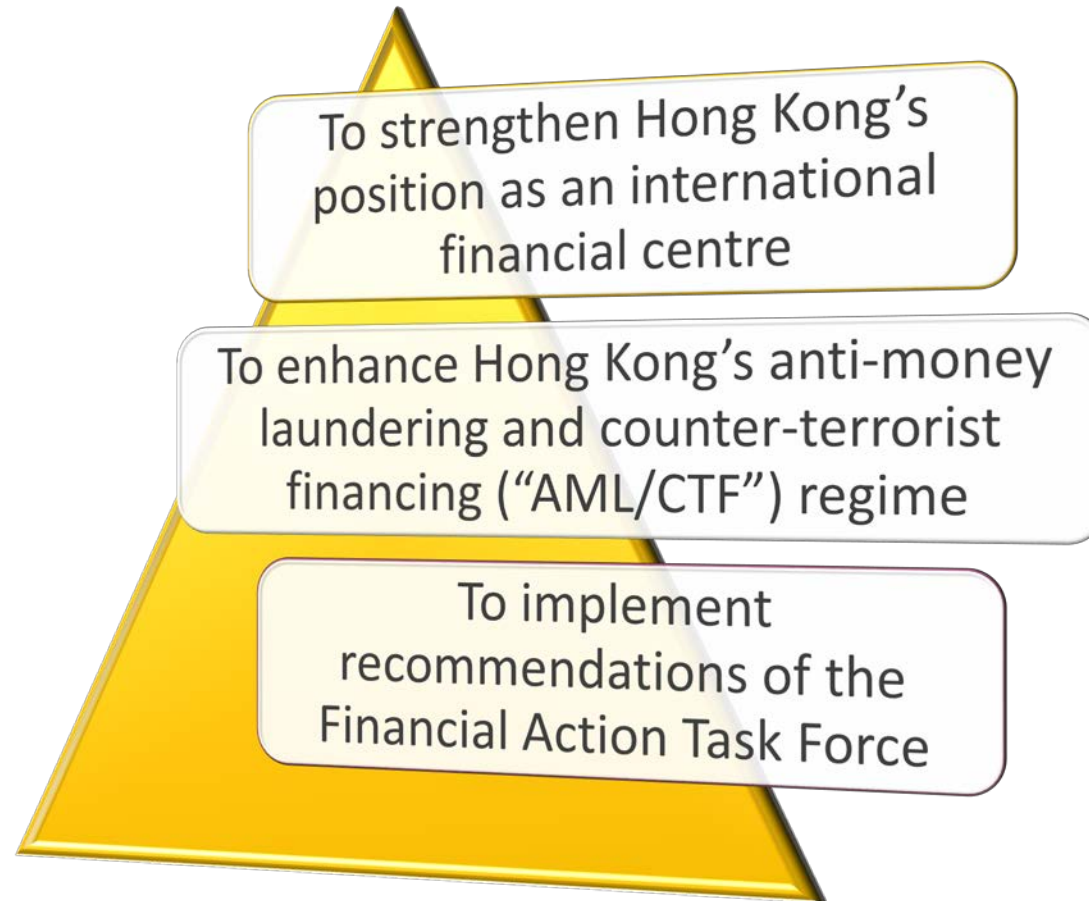 To strengthen Hong Kong’s
position as an international
financial centre
To enhance Hong Kong’s anti-money
laundering and counter-terrorist
financing (“AML/CTF”) regime
To implement
recommendations of the
Financial Action Task Force